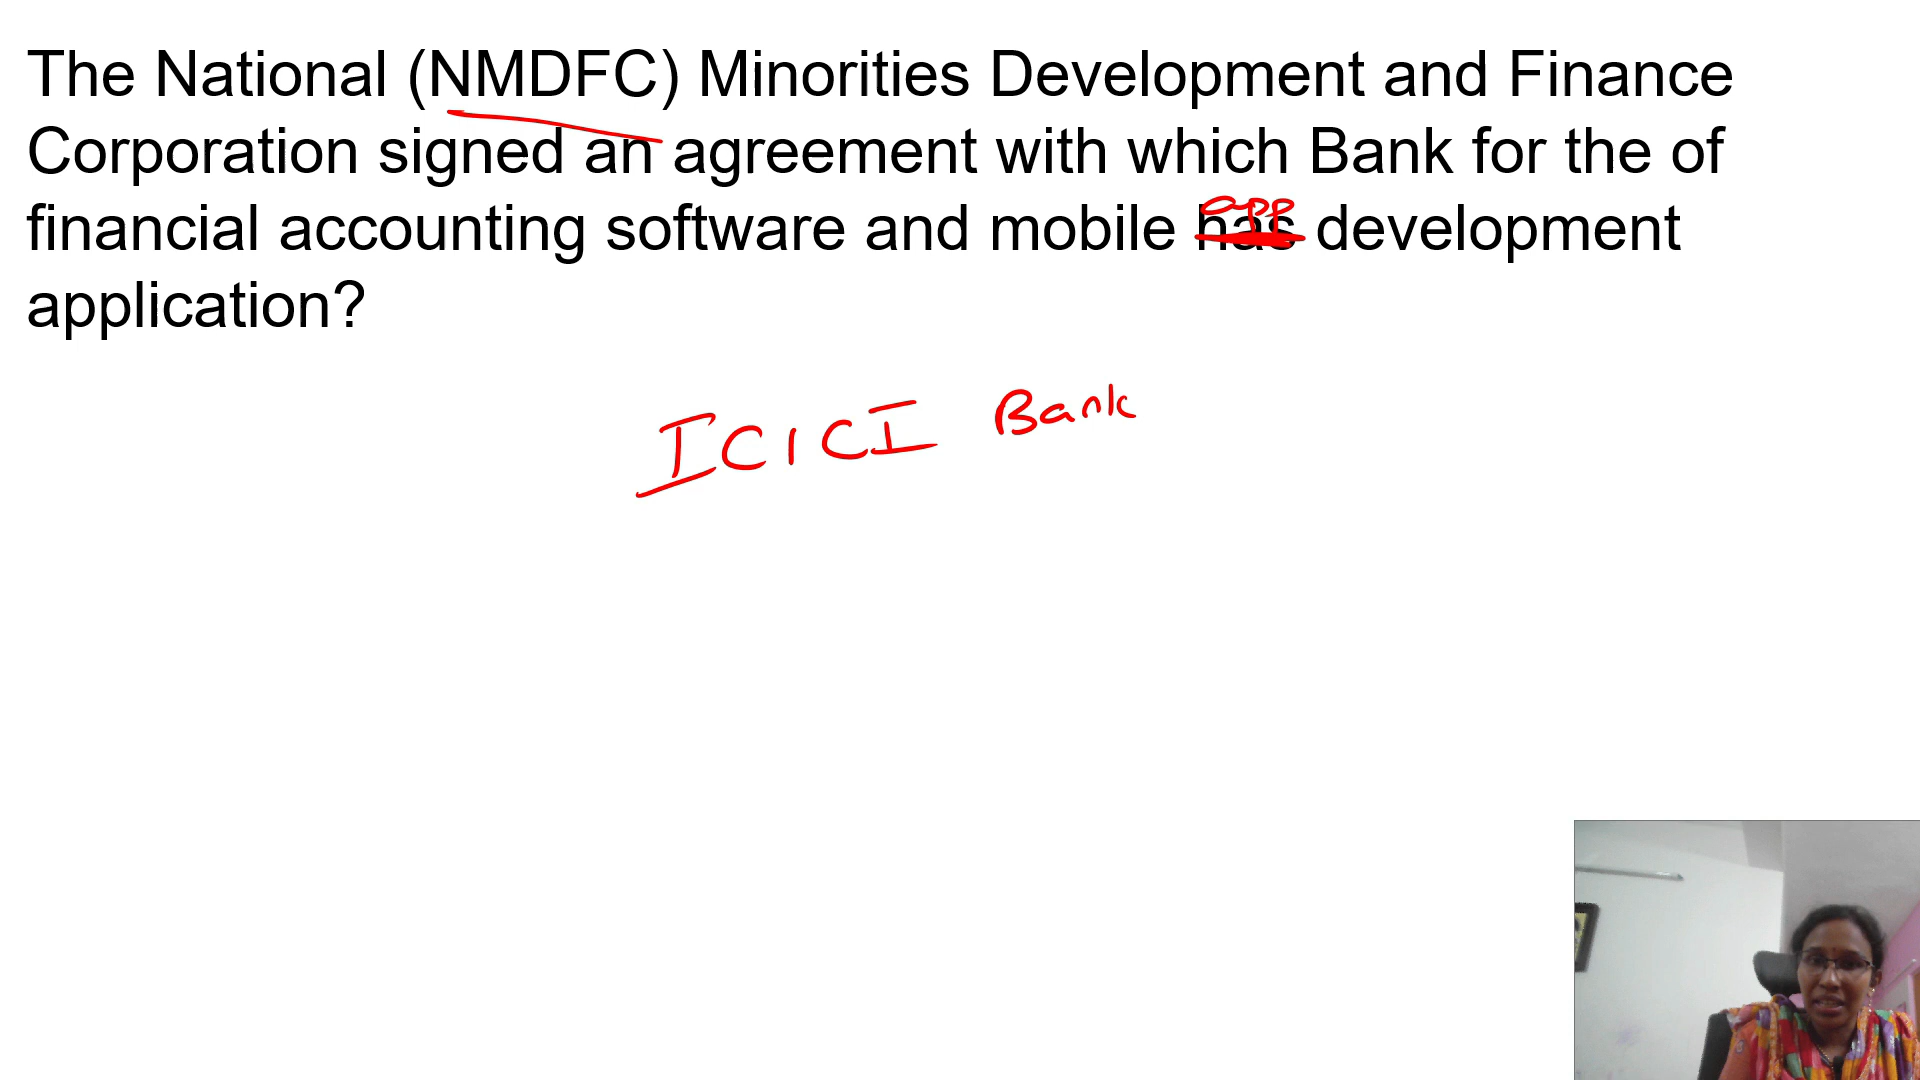 The National (NMDFC) Minorities Development and Finance
Corporation signed an agreement with which Bank for the of
financial accounting software and mobile has app development
application?
ICICI Bank